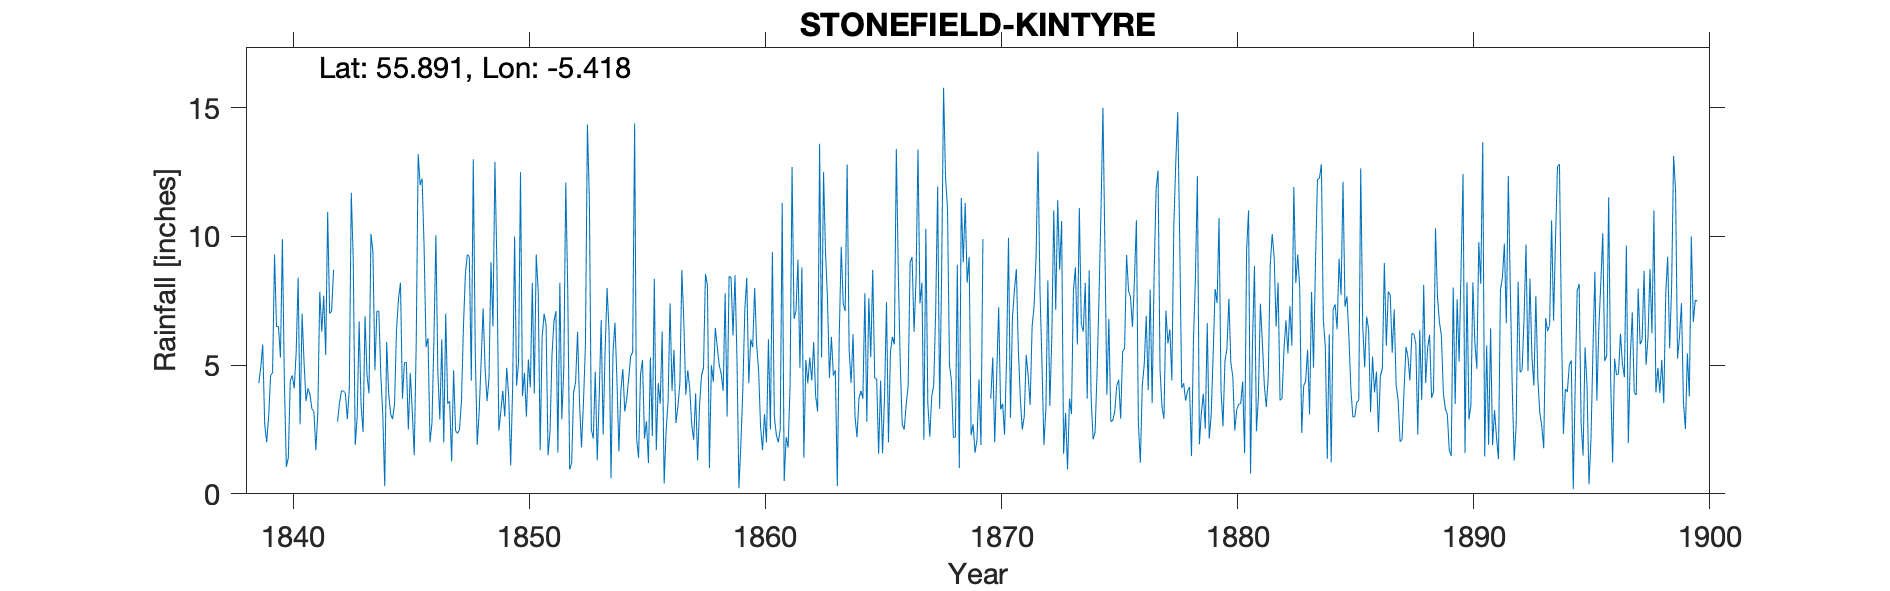 STONEFIELD-KINTYRE
Lat: 55.891, Lon: -5.418
Rainfall [inches]
15
10
5
0
1840 1850 1860 1870 1880 1890 1900
Year